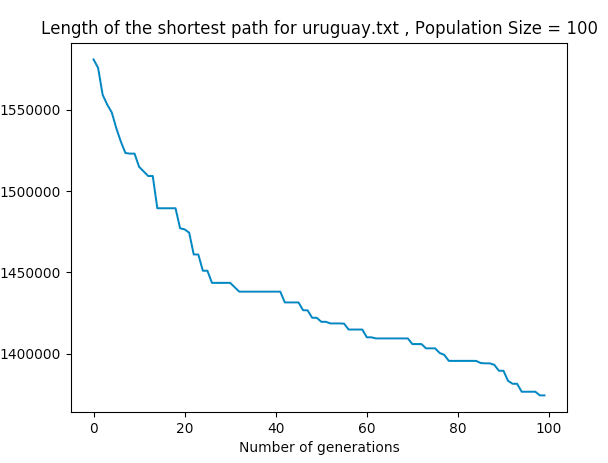 Length of the shortest path for uruguay.txt , Population Size = 100
1550000
1500000
1450000
1400000
0 20 40 60 80 100
Number of generations